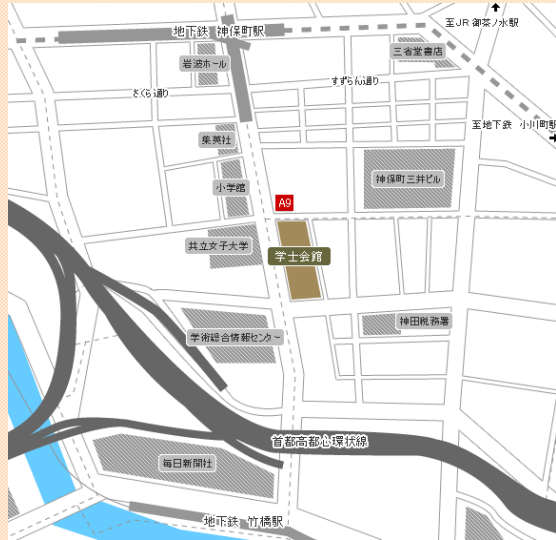 至JR 御茶ノ水駅
地下鉄 神保町駅
三省堂書店
岩波ホール
すずらん通り
さくら通り
至地下鉄 小川町駅
集英社
神保町三井ビル
小学館
A9
共立女子大学
学士会館
神田税務署
学術総合情報センター
首都高都心環状線
毎日新聞社
地下鉄 竹橋駅